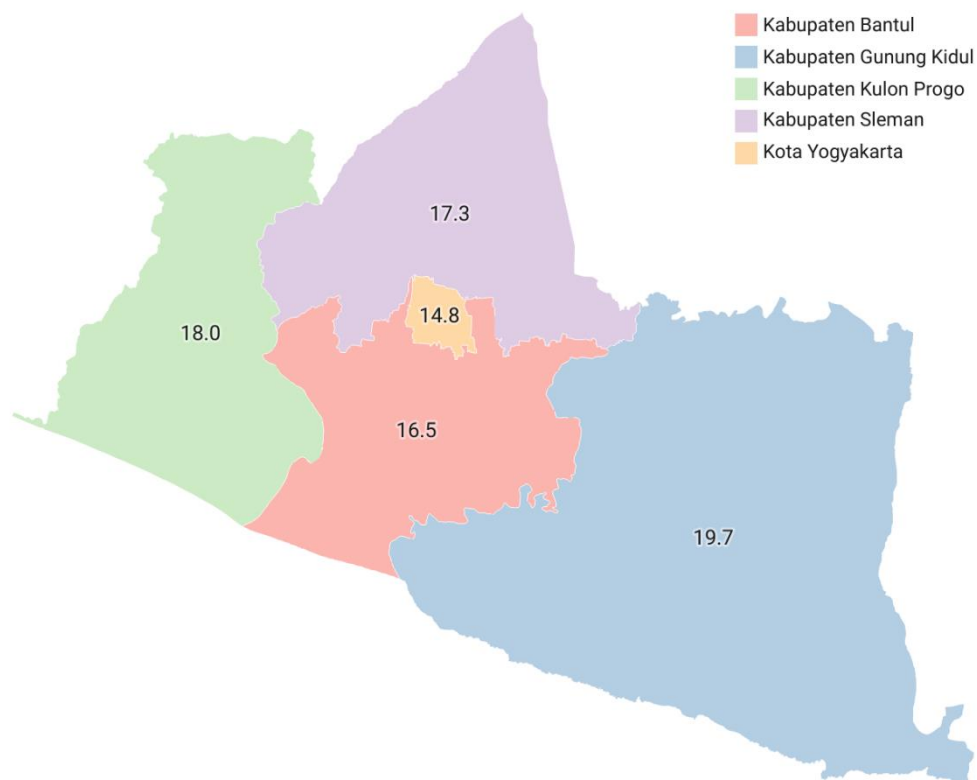 Kabupaten Bantul
Kabupaten Gunung Kidul
Kabupaten Kulon Progo
Kabupaten Sleman
Kota Yogyakarta
17.3
14.8
18.0
16.5
19.7